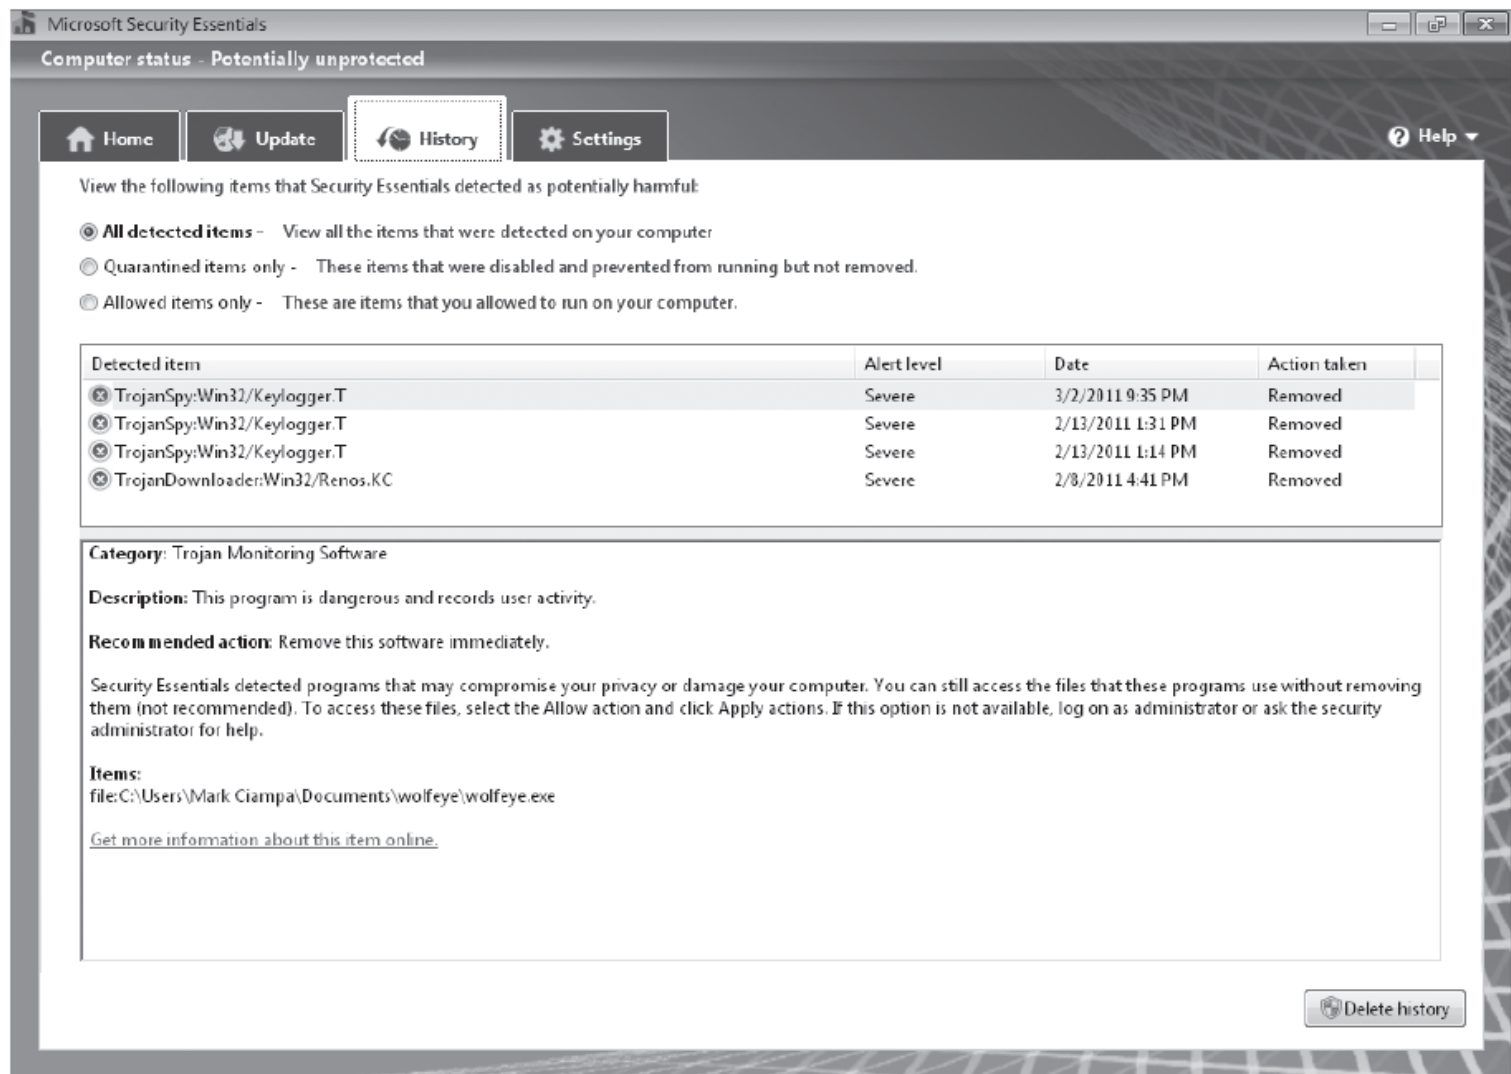 Microsoft Security Essentials
Computer status - Potentially unprotected
Home
Update
History
Settings
Help
View the following items that Security Essentials detected as potentially harmful:
All detected items - View all the items that were detected on your computer
Quarantined items only - These items that were disabled and prevented from running but not removed.
Allowed items only - These are items that you allowed to run on your computer.
Detected item Alert level Date Action taken
TrojanSpy:Win32/Keylogger.T Severe 3/2/2011 9:35 PM Removed
TrojanSpy:Win32/Keylogger.T Severe 2/13/2011 1:31 PM Removed
TrojanSpy:Win32/Keylogger.T Severe 2/13/2011 1:14 PM Removed
TrojanDownloader:Win32/Renos.KC Severe 2/8/2011 4:41 PM Removed
Category: Trojan Monitoring Software
Description: This program is dangerous and records user activity.
Recommended action: Remove this software immediately.
Security Essentials detected programs that may compromise your privacy or damage your computer. You can still access the files that these programs use without removing
them (not recommended). To access these files, select the Allow action and click Apply actions. If this option is not available, log on as administrator or ask the security
administrator for help.
Items:
file:C:\Users\Mark Ciampa\Documents\wolfeye\wolfeye.exe
Get more information about this item online.
Delete history